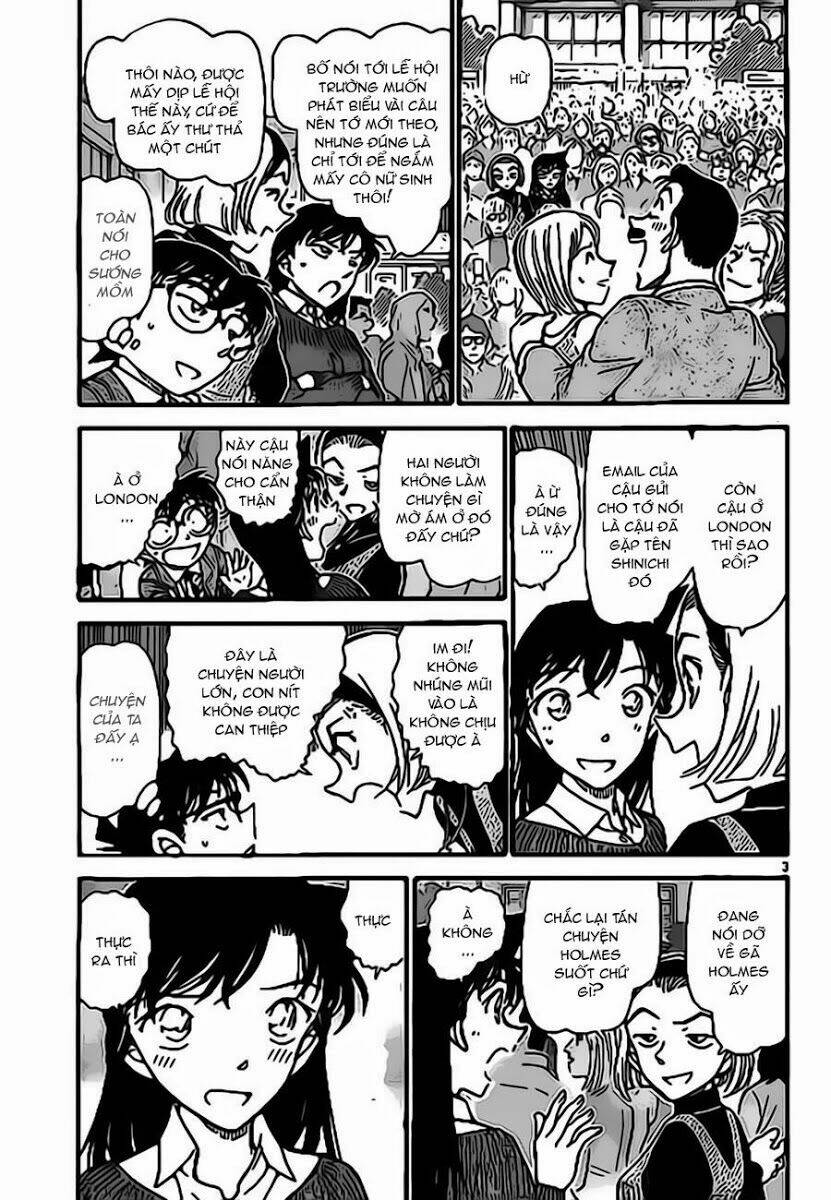 HỪ
BỐ NÓI TỚI LỄ HỘI
TRƯỜNG MUỐN
PHÁT BIỂU VÀI CÂU
NÊN TỚ MỚI THEO,
NHƯNG ĐÚNG LÀ
CHỈ TỚI ĐỂ NGẮM
MẤY CÔ NỮ SINH
THÔI!
THÔI NÀO, ĐƯỢC
MẤY DỊP LỄ HỘI
THẾ NÀY, CỨ ĐỂ
BÁC ẤY THƯ THẢ
MỘT CHÚT
TOÀN
NÓI
CHO
SƯỚNG
MỒM
CÒN
CẬU Ở
LONDON
THÌ SAO
RỒI?
EMAIL CỦA
CẬU GỬI
CHO TỚ NÓI
LÀ CẬU ĐÃ
GẶP TÊN
SHINICHI
ĐÓ
À Ừ
ĐÚNG
LÀ VẬY
...
HAI NGƯỜI
KHÔNG LÀM
CHUYỆN GÌ
MỜ ÁM Ở ĐÓ
ĐẤY CHỨ?
NÀY CẬU
NÓI NĂNG
CHO CẨN
THẬN
À Ở
LONDON
...
IM ĐI!
KHÔNG
NHÚNG MŨI
VÀO LÀ
KHÔNG CHỊU
ĐƯỢC À
ĐÂY LÀ
CHUYỆN NGƯỜI
LỚN, CON NÍT
KHÔNG ĐƯỢC
CAN THIỆP
CHUYỆN
CỦA TA
ĐẤY Ạ
...
3
ĐANG
NÓI DỠ
VỀ GÃ
HOLMES
ẤY
CHẮC LẠI TÁN
CHUYỆN
HOLMES
SUỐT CHỨ
GÌ?
À
KHÔNG
...
THỰC
THỰC
RA THÌ